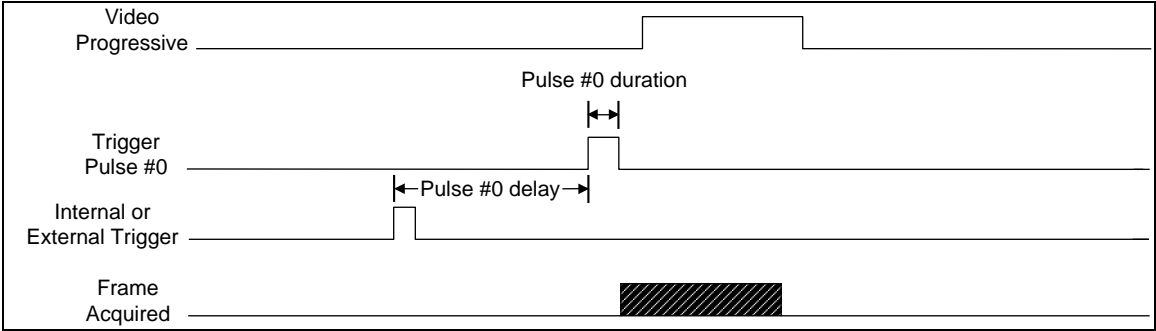 Video
Progressive
Pulse #0 duration
Trigger
Pulse #0
Pulse #0 delay
Internal or
External Trigger
Frame
Acquired